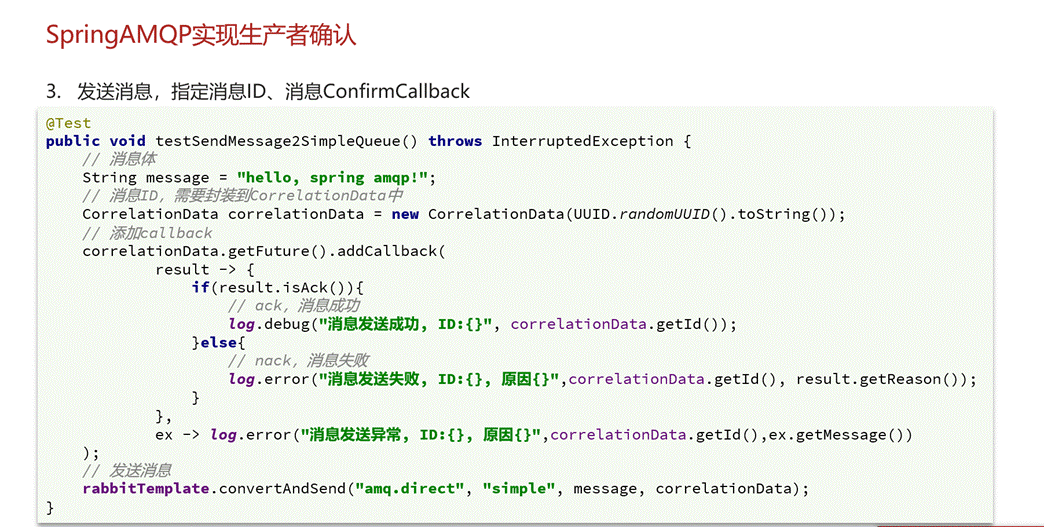 SpringAMQP实现生产者确认
3. 发送消息，指定消息ID、消息ConfirmCallback
@Test
public void testSendMessage2SimpleQueue() throws InterruptedException {
    // 消息体
    String message = "hello, spring amqp!";
    // 消息ID，需要封装到CorrelationData中
    CorrelationData correlationData = new CorrelationData(UUID.randomUUID().toString());
    // 添加callback
    correlationData.getFuture().addCallback(
            result -> {
                if(result.isAck()){
                    // ack，消息成功
                    log.debug("消息发送成功, ID:{}", correlationData.getId());
                }else{
                    // nack，消息失败
                    log.error("消息发送失败, ID:{}, 原因{}",correlationData.getId(), result.getReason());
                }
            },
            ex -> log.error("消息发送异常, ID:{}, 原因{}",correlationData.getId(),ex.getMessage())
    );
    // 发送消息
    rabbitTemplate.convertAndSend("amq.direct", "simple", message, correlationData);
}